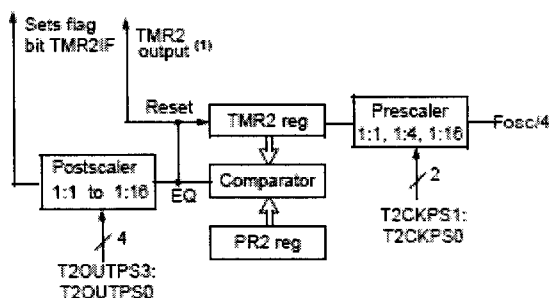 Sets flag
bit TMR2IF
TMR2
output (1)
Reset
TMR2 reg
Prescaler
1:1, 1:4, 1:16
Fosc/4
Postscaler
1:1 to 1:16
EQ
Comparator
2
4
PR2 reg
T2CKPS1:
T2CKPS0
T2OUTPS3:
T2OUTPS0